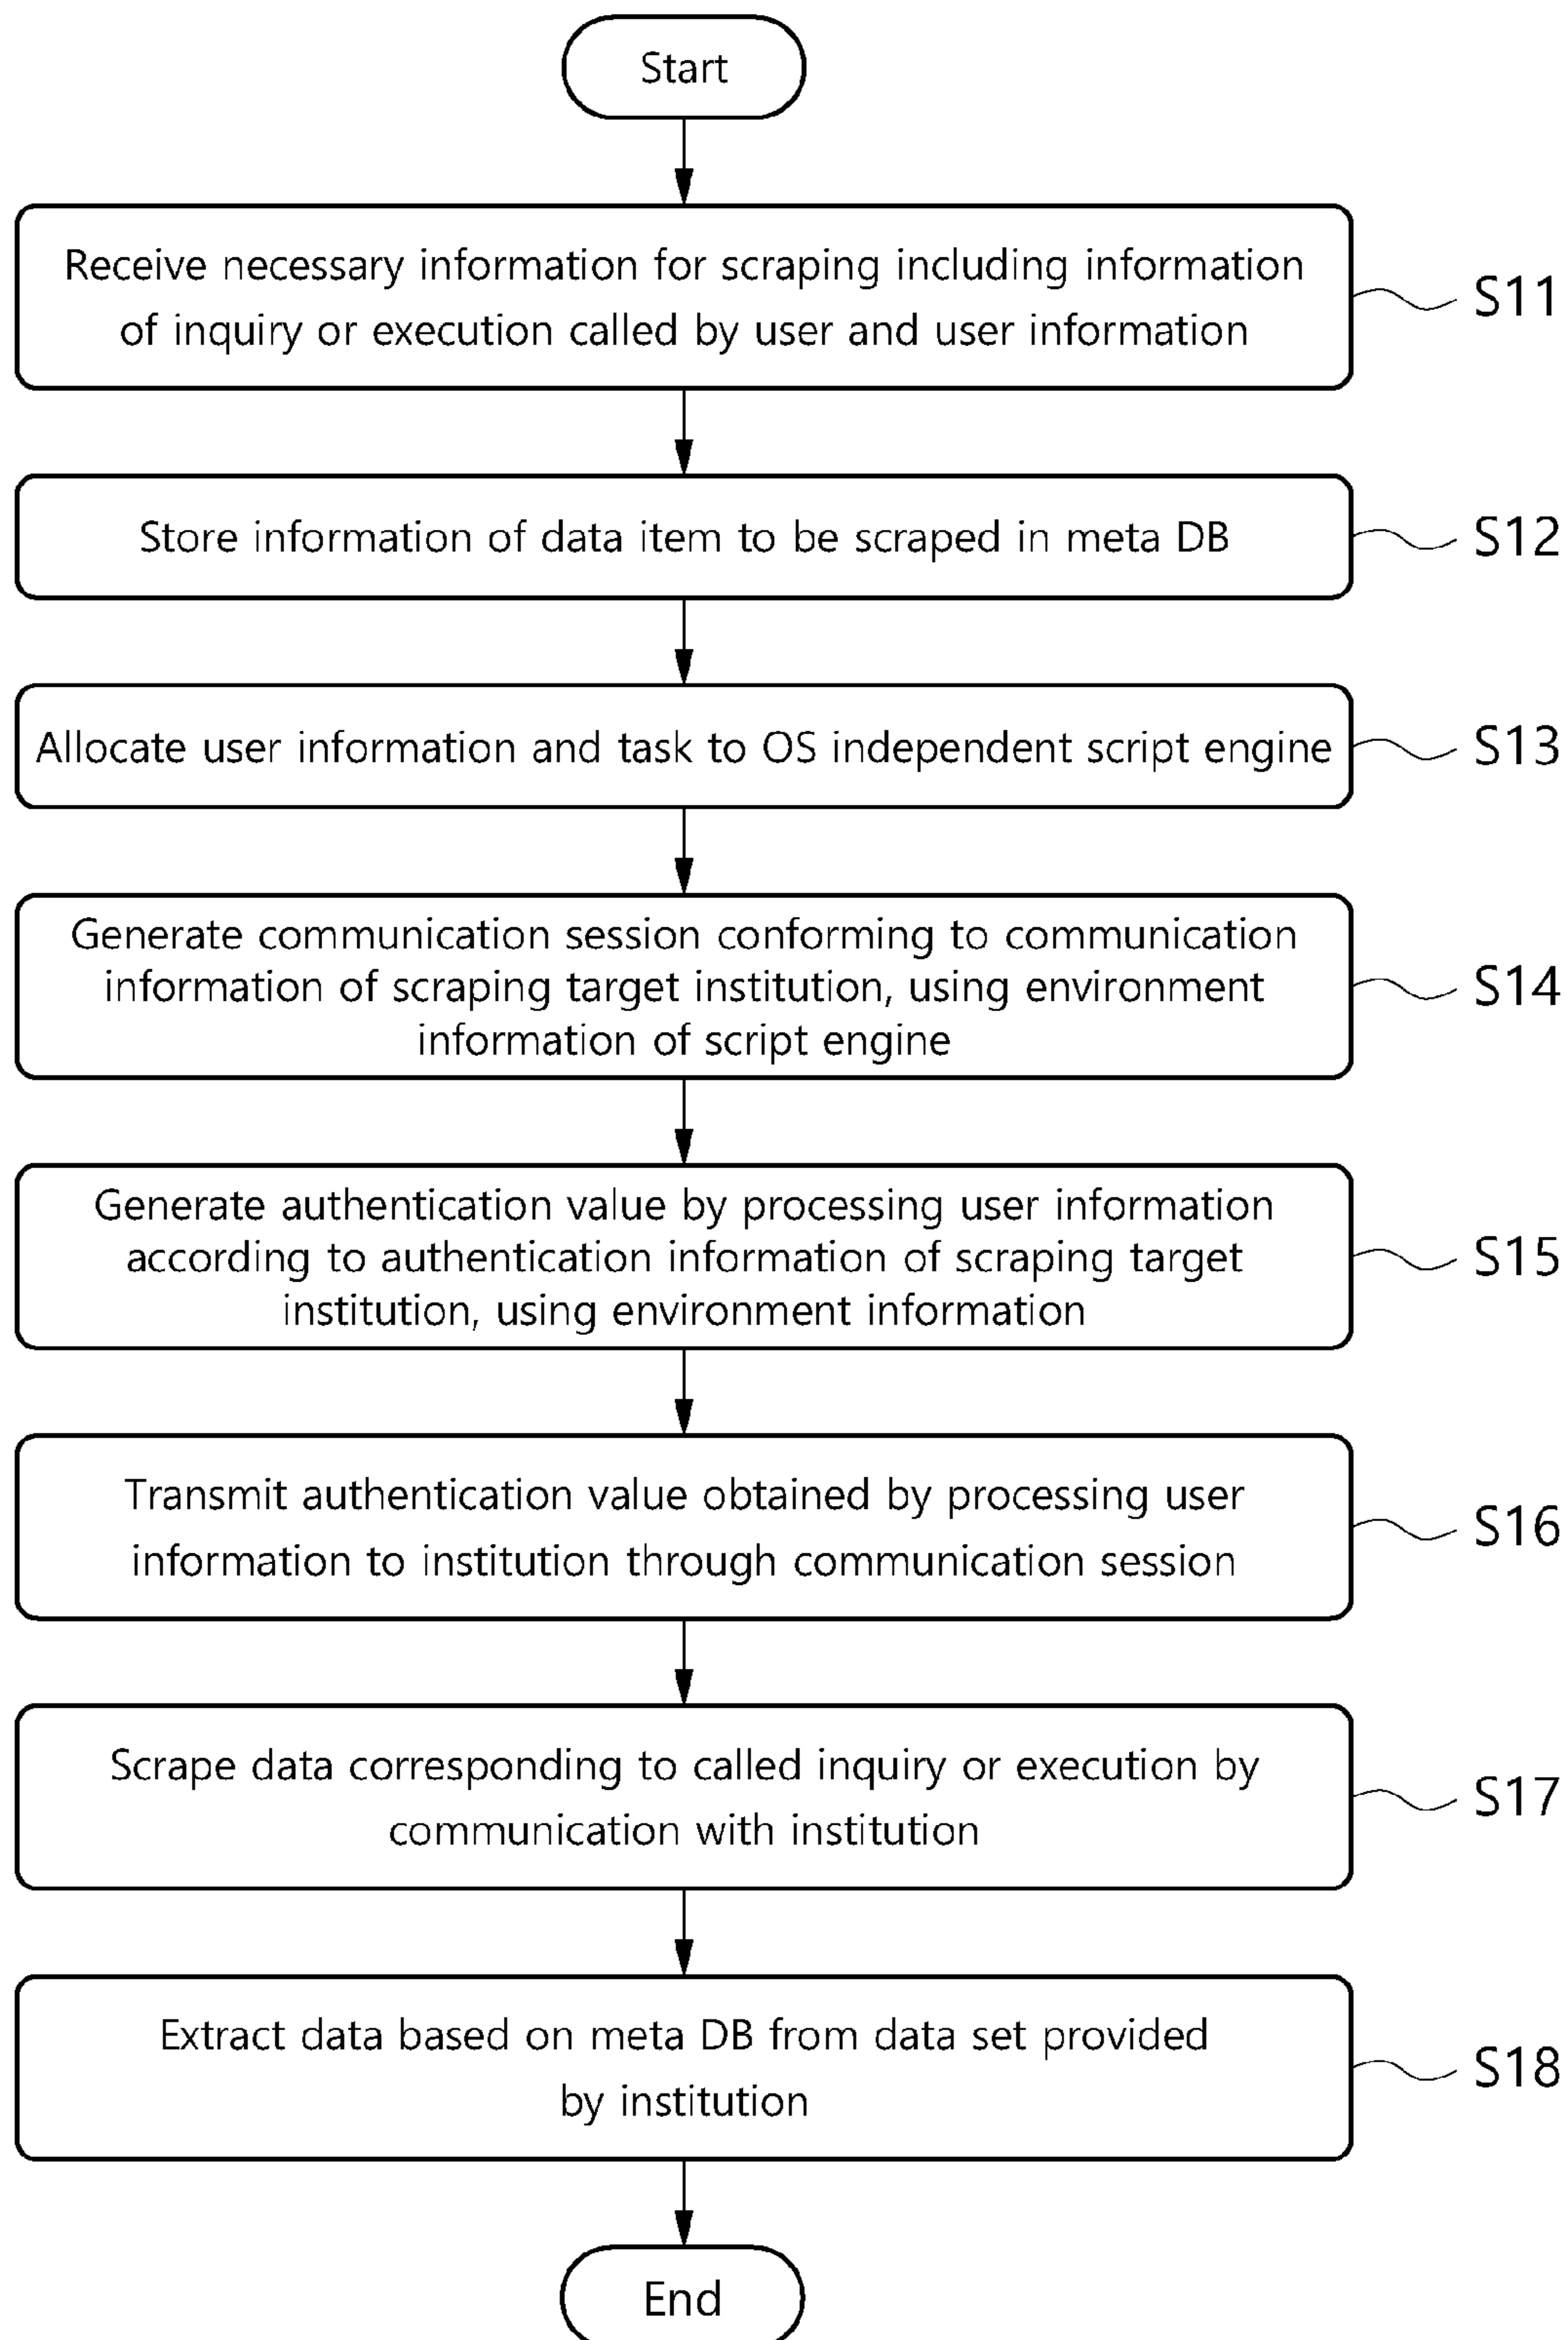 Start
Receive necessary information for scraping including information
of inquiry or execution called by user and user information
S11
Store information of data item to be scraped in meta DB
S12
Allocate user information and task to OS independent script engine
S13
Generate communication session conforming to communication
information of scraping target institution, using environment
information of script engine
S14
Generate authentication value by processing user information
according to authentication information of scraping target
institution, using environment information
S15
Transmit authentication value obtained by processing user
information to institution through communication session
S16
Scrape data corresponding to called inquiry or execution by
communication with institution
S17
Extract data based on meta DB from data set provided
by institution
S18
End